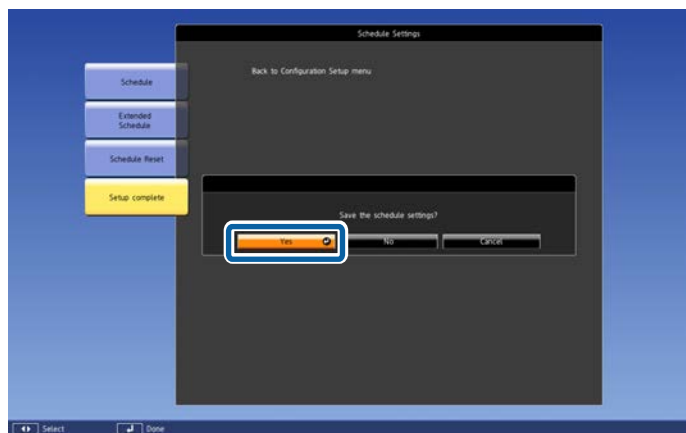 Schedule Settings
Back to Configuration Setup menu
Schedule
Extended
Schedule
Schedule Reset
Setup complete
Save the schedule settings?
Yes No Cancel
Select Done